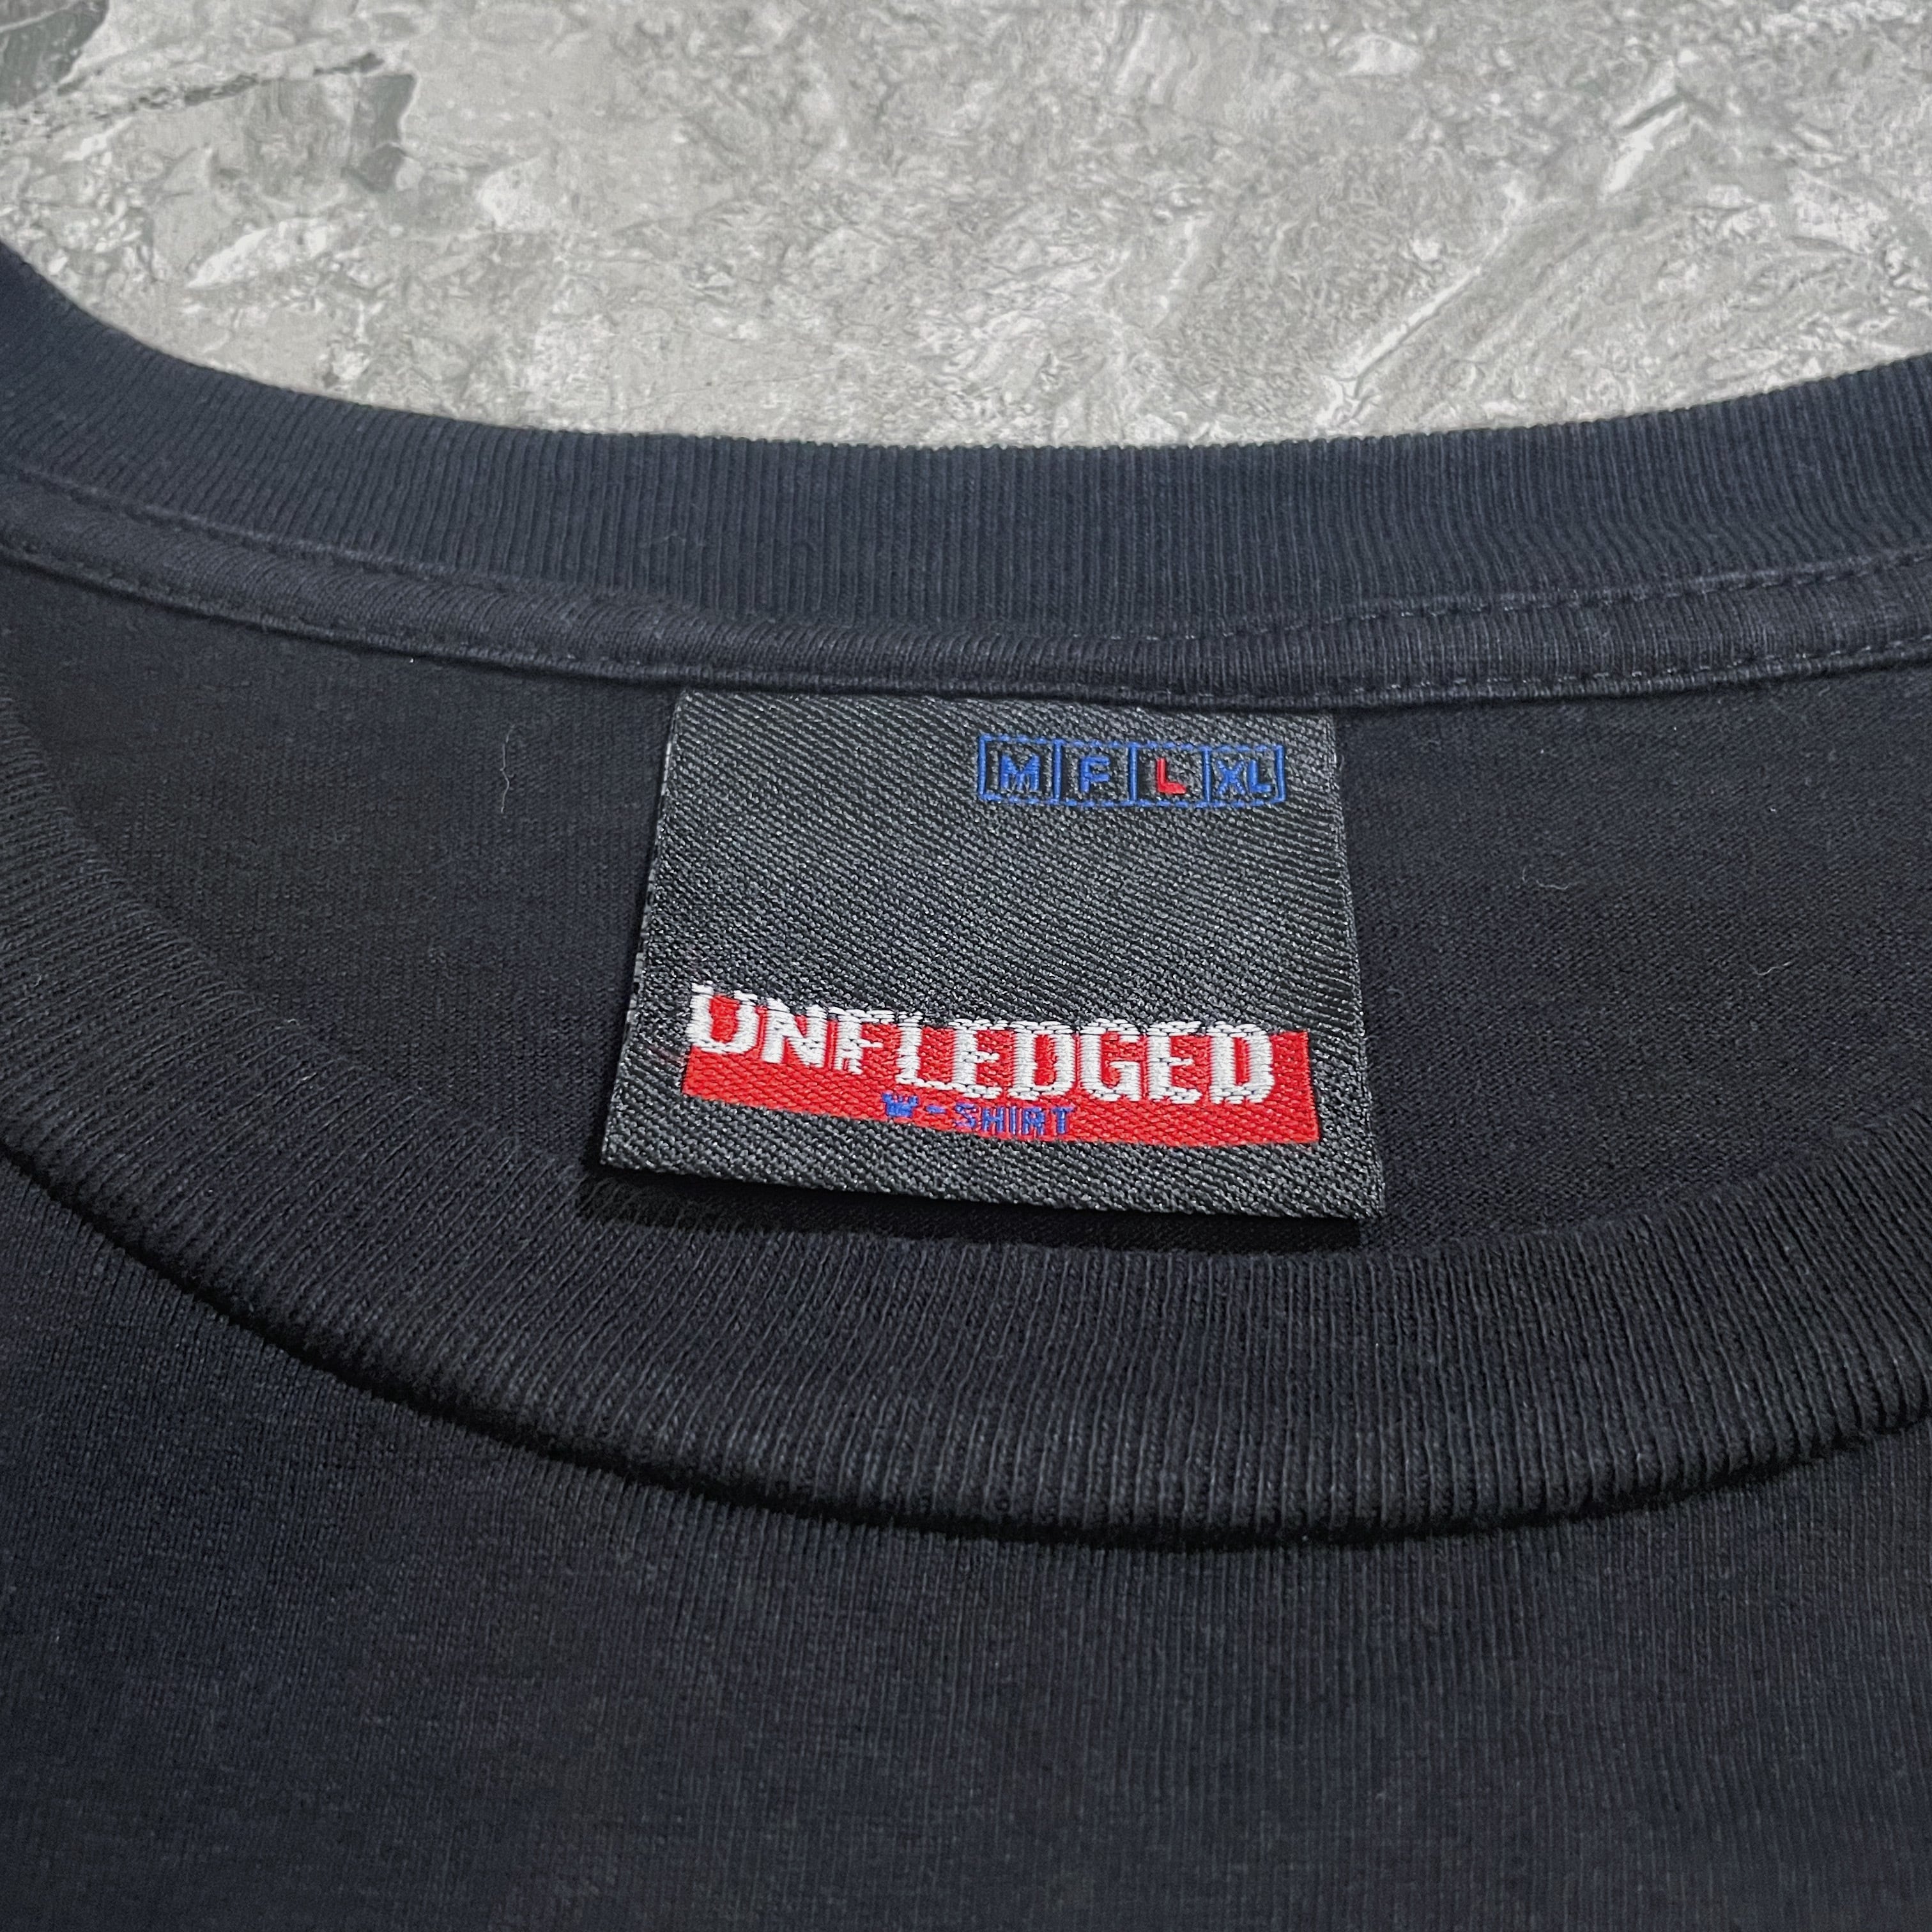 M F L XL
UNFLEDGED
W-SHIRT